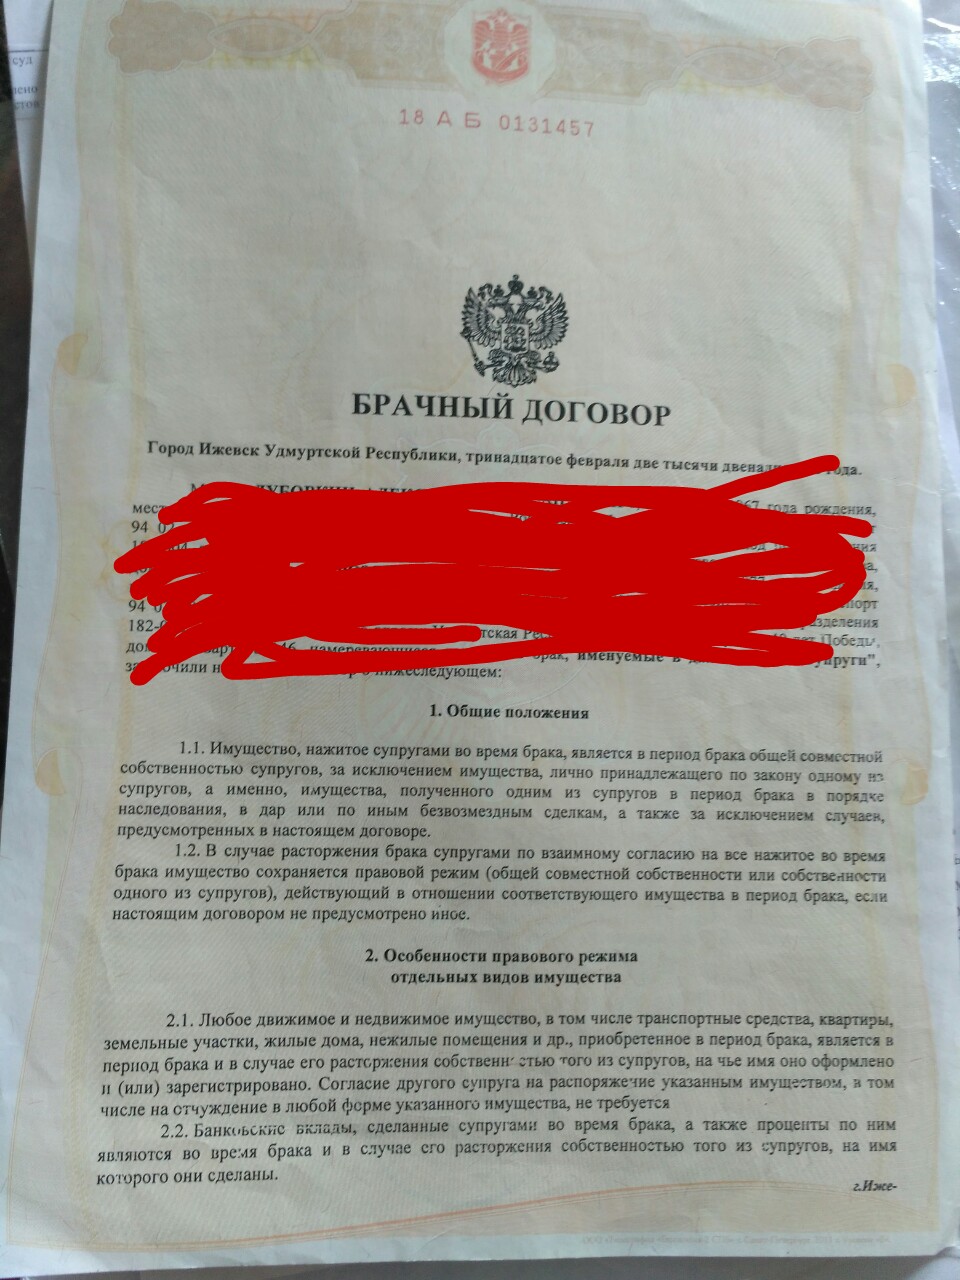 сул
18 А Б 0131457
БРАЧНЫЙ ДОГОВОР
Город Ижевск Удмуртской Республики, тринадцатое февраля две тысячи года.
года рождения,
94
94
182-
Победы,
именуемые в
нижеследующем:
1. Общие положения
1.1. Имущество, нажитое супругами во время брака, является в период брака общей совместной
собственностью супругов, за исключением имущества, лично принадлежащего по закону одному из
супругов, а именно, имущества, полученного одним из супругов в период брака в порядке
наследования, в дар или по иным безвозмездным сделкам, а также за исключением случаев,
предусмотренных в настоящем договоре.
1.2. В случае расторжения брака супругами по взаимному согласию на все нажитое во время
брака имущество сохраняется правовой режим (общей совместной собственности или собственности
одного из супругов), действующий в отношении соответствующего имущества в период брака, если
настоящим договором не предусмотрено иное.
2. Особенности правового режима
отдельных видов имущества
2.1. Любое движимое и недвижимое имущество, в том числе транспортные средства, квартиры,
земельные участки, жилые дома, нежилые помещения и др., приобретенное в период брака, является в
период брака и в случае его расторжения собственностью того из супругов, на чье имя оно оформлено
и (или) зарегистрировано. Согласие другого супруга на распоряжение указанным имуществом, в том
числе на отчуждение в любой форме указанного имущества, не требуется
2.2. Банковские вклады, сделанные супругами во время брака, а также проценты по ним
являются во время брака и в случае его расторжения собственностью того из супругов, на имя
которого они сделаны.
г.Иже-